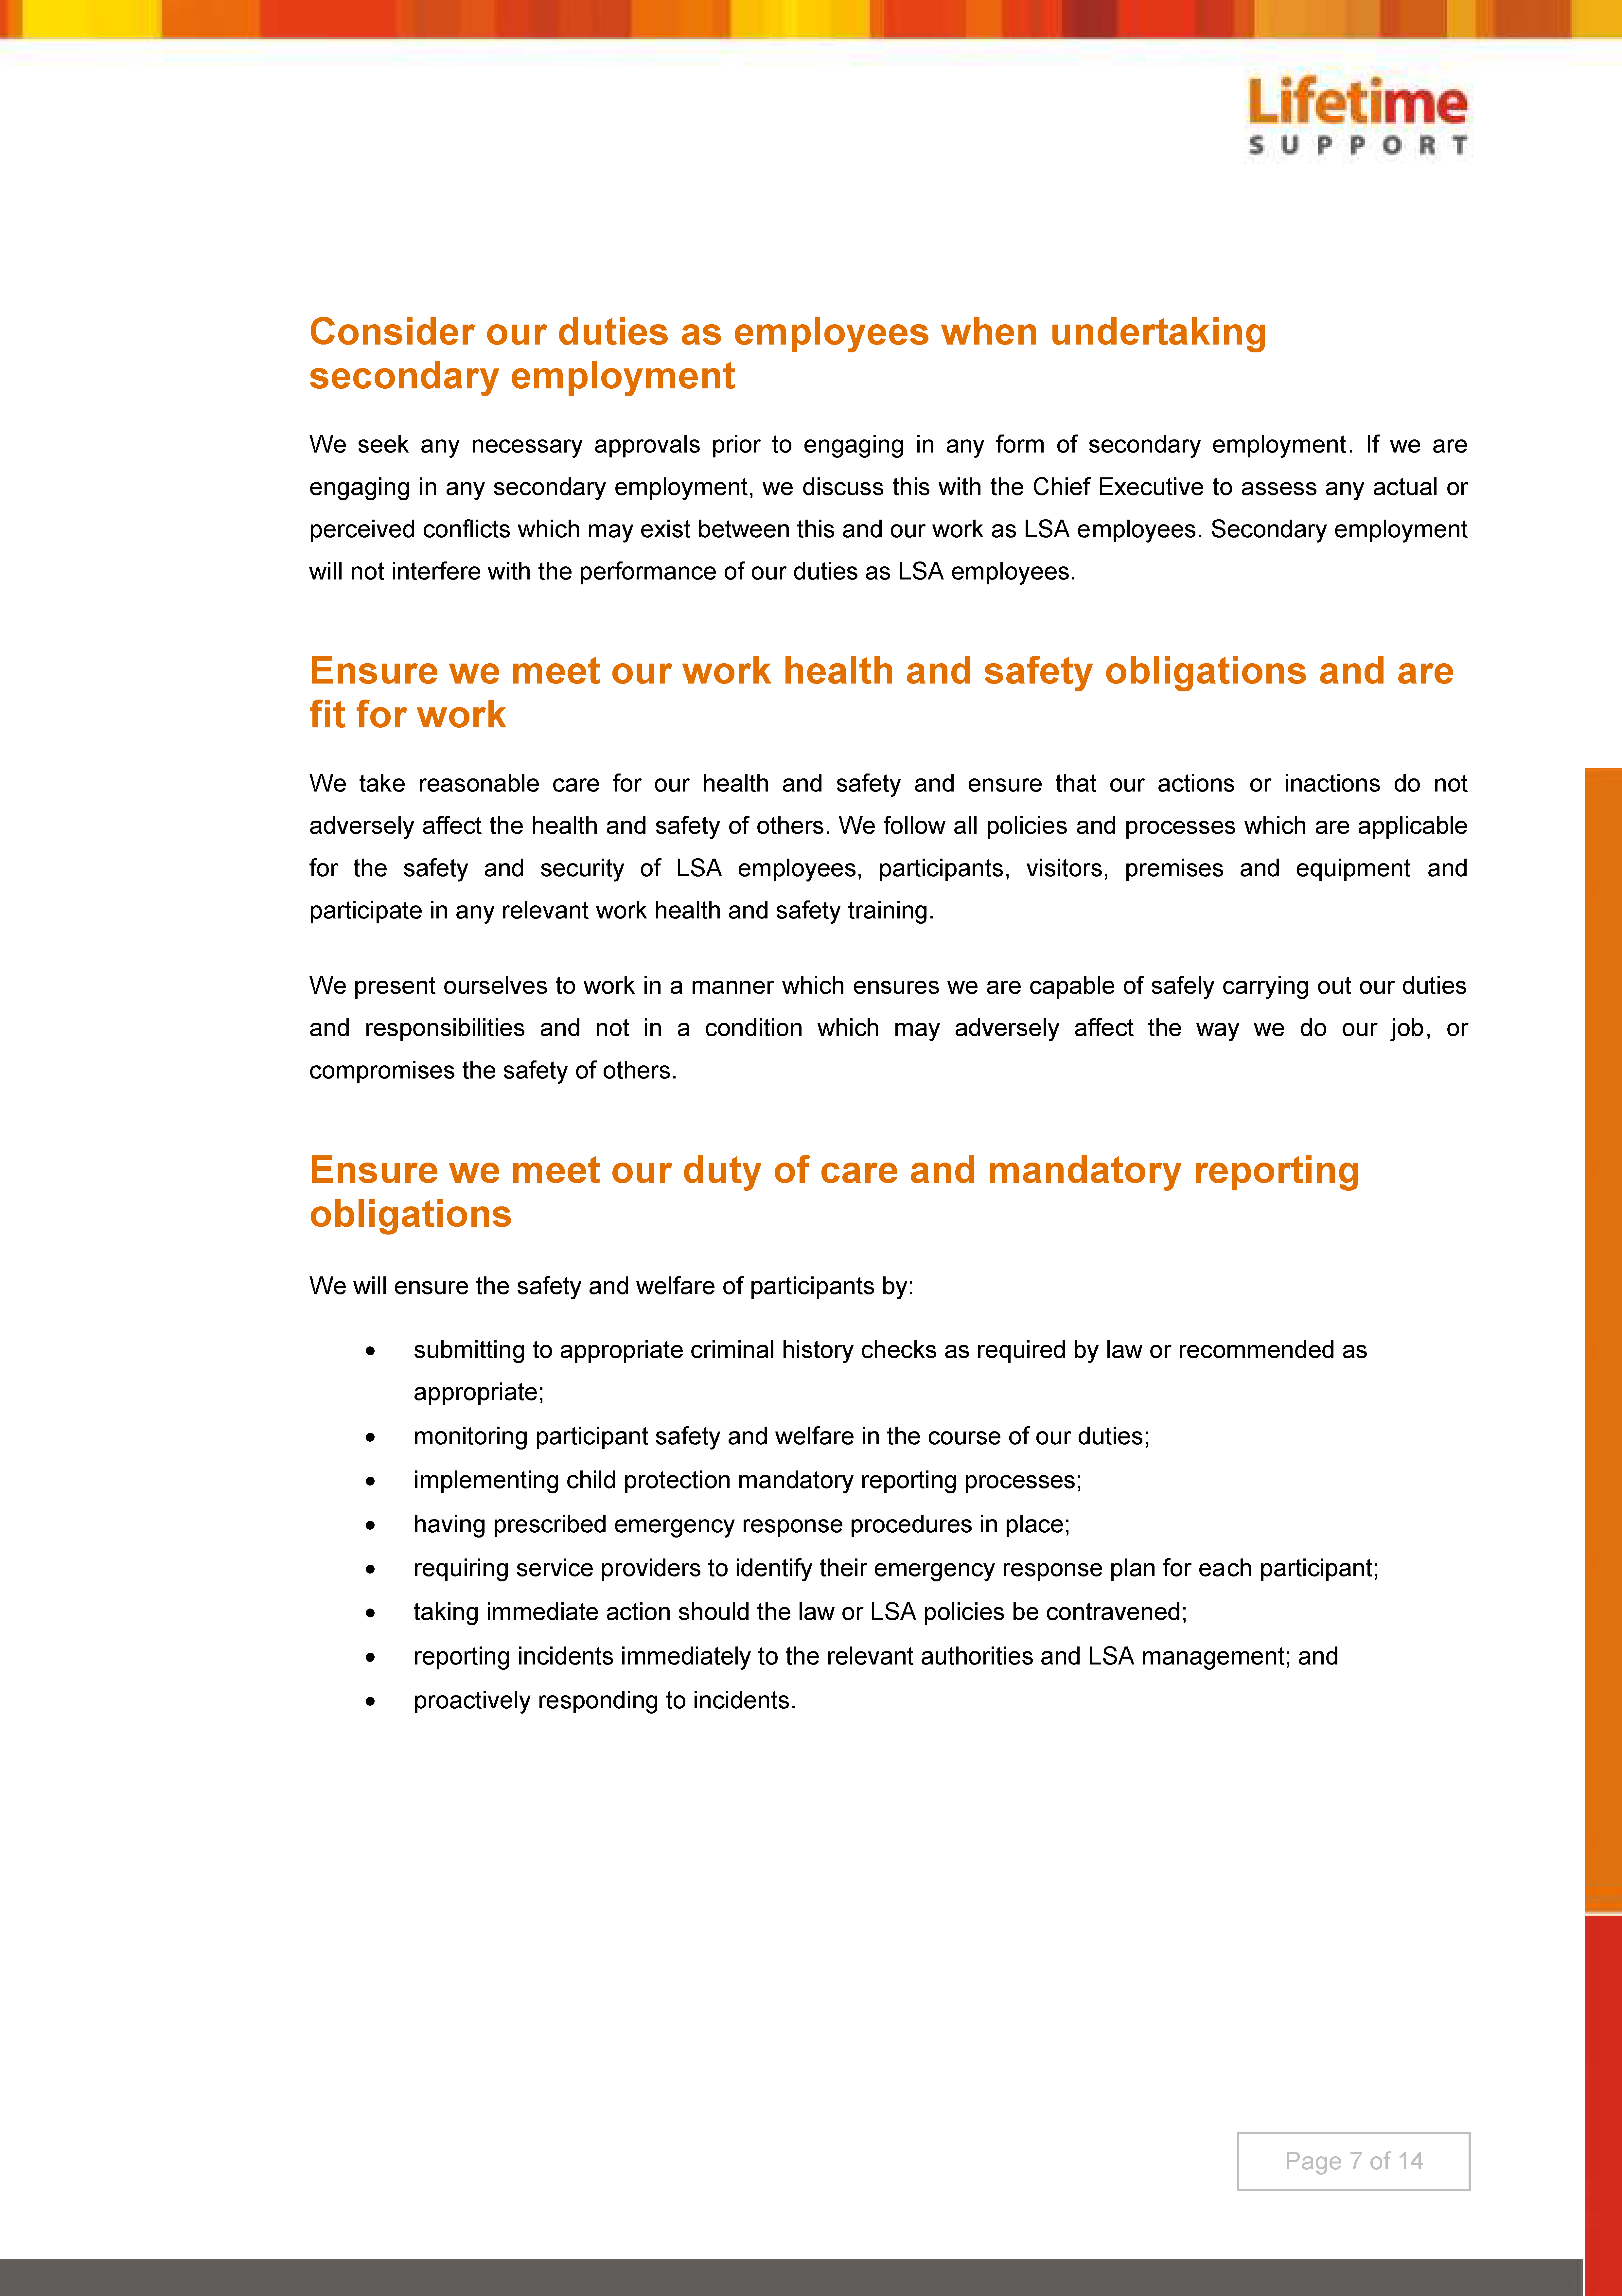 Lifetime
SUPPORT
Consider our duties as employees when undertaking
secondary employment
We seek any necessary approvals prior to engaging in any form of secondary employment. If we are
engaging in any secondary employment, we discuss this with the Chief Executive to assess any actual or
perceived conflicts which may exist between this and our work as LSA employees. Secondary employment
will not interfere with the performance of our duties as LSA employees.
Ensure we meet our work health and safety obligations and are
fit for work
We take reasonable care for our health and safety and ensure that our actions or inactions do not
adversely affect the health and safety of others. We follow all policies and processes which are applicable
for the safety and security of LSA employees, participants, visitors, premises and equipment and
participate in any relevant work health and safety training.
We present ourselves to work in a manner which ensures we are capable of safely carrying out our duties
and responsibilities and not in a condition which may adversely affect the way we do our job, or
compromises the safety of others.
Ensure we meet our duty of care and mandatory reporting
obligations
We will ensure the safety and welfare of participants by:
• submitting to appropriate criminal history checks as required by law or recommended as
appropriate;
• monitoring participant safety and welfare in the course of our duties;
• implementing child protection mandatory reporting processes;
• having prescribed emergency response procedures in place;
• requiring service providers to identify their emergency response plan for each participant;
• taking immediate action should the law or LSA policies be contravened;
• reporting incidents immediately to the relevant authorities and LSA management; and
• proactively responding to incidents.
Page 7 of 14